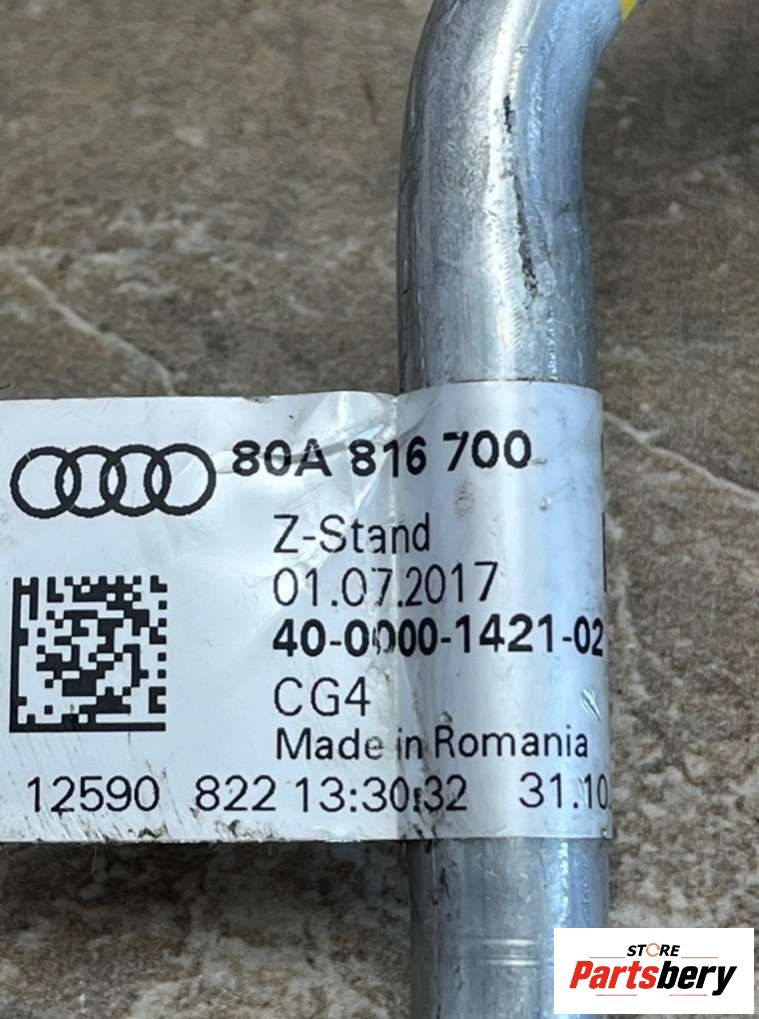 80A 816 700
Z-Stand
01.07.2017
40-0000-1421-02
CG4
Made in Romania
12590 822 13:30:32 31.10
STORE
Partsbery